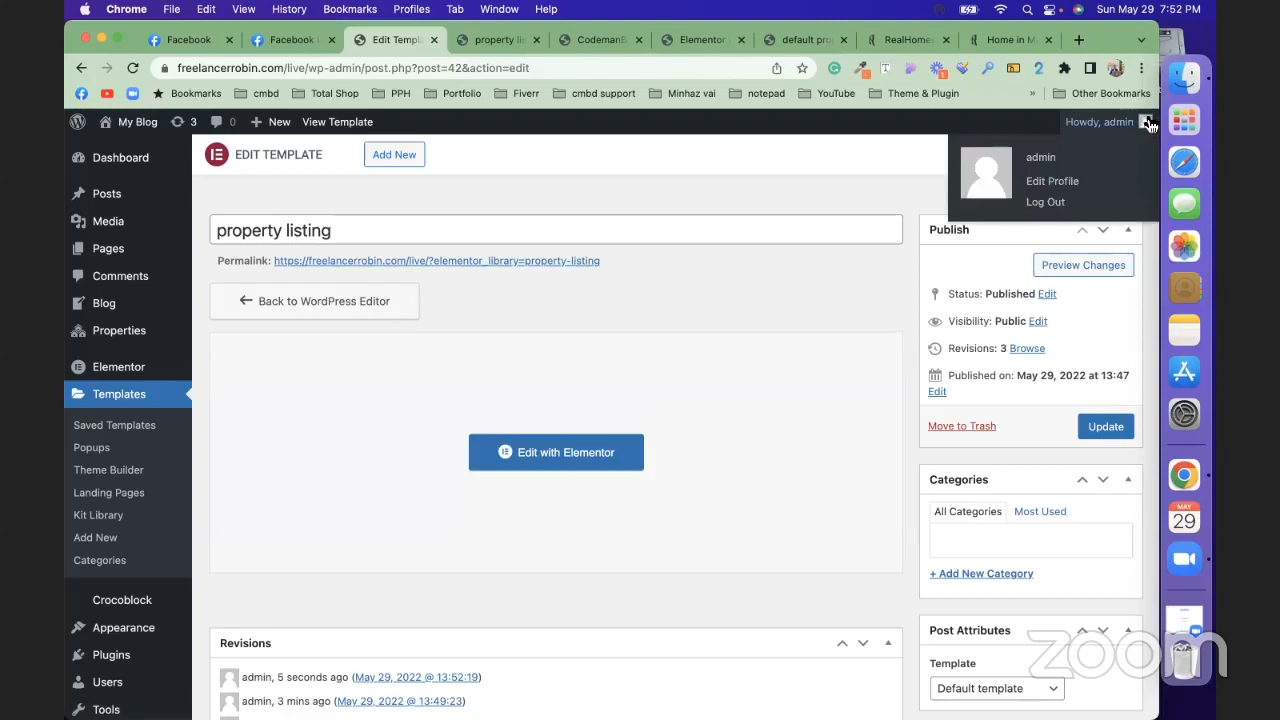 Chrome File Edit View History Bookmarks Profiles Tab Window Help Sun May 29 7:52 PM
Facebook Facebook Edit Templ property li CodemanB Elementor default pro RealHomes Home in M
freelancerrobin.com/live/wp-admin/post.php?post=42&action=edit
Bookmarks cmbd Total Shop PPH Portfolio Fiverr cmbd support Minhaz vai notepad YouTube Theme & Plugin » Other Bookmarks
My Blog 3 0 New View Template Howdy, admin
EDIT TEMPLATE Add New
admin
Edit Profile
Log Out
Dashboard
Posts
Media
Pages
Comments
Blog
Properties
Elementor
Templates
Saved Templates
Popups
Theme Builder
Landing Pages
Kit Library
Add New
Categories
Crocoblock
Appearance
Plugins
Users
Tools
property listing
Permalink: https://freelancerrobin.com/live/?elementor_library=property-listing
Back to WordPress Editor
Edit with Elementor
Revisions
admin, 5 seconds ago (May 29, 2022 @ 13:52:19)
admin, 3 mins ago (May 29, 2022 @ 13:49:23)
Publish
Preview Changes
Status: Published Edit
Visibility: Public Edit
Revisions: 3 Browse
Published on: May 29, 2022 at 13:47
Edit
Move to Trash Update
Categories
All Categories Most Used
+ Add New Category
Post Attributes
Template
Default template
MAY
29
zoom